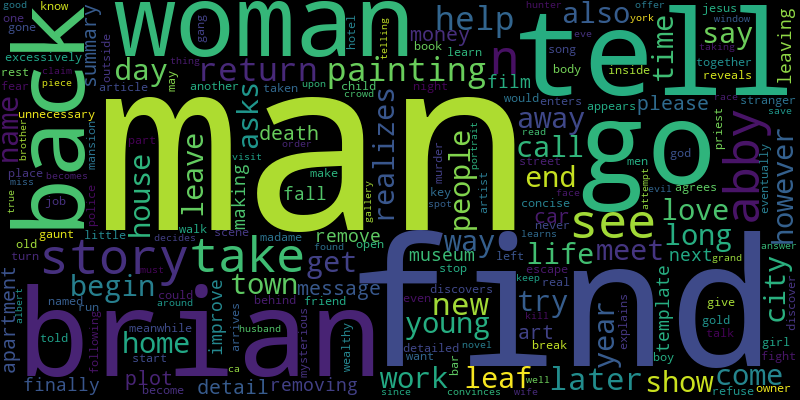 good
know
one
gone
back
excessively
rest
fear
unnecessary
name
brother
place
becomes
miss
true
job
gaunt
old
turn
apartment
albert
told
finally
summary
outside
claim
piece
mansion
police
part
little
story
begin
named
run
following
start
plot
become
woman
gang
day
article
thing
may
return
another
man
house
leave
walk
scene
decides
take
town
home
could
around
meanwhile
brian
detail
improve
arrives
ca
husband
must
removing
hotel
telling
money
book
learn
painting
upon
taken
child
crowd
night
asks
death
making
visit
order
make
fall
gallery
realizes
madame
found
remove
open
get
message
behind
friend
mysterious
wealthy
detailed
want
even
since
convinces
help
film
n
would
key
murder
spot
people
portrait
artist
read
way
museum
stop
left
discovers
new
young
novel
bar
work
leaf
well
wife
find
tell
also
eve
song
body
enters
away
call
street
end
concise
car
never
learns
see
life
escape
real
keep
try
art
break
kill
later
year
explains
hunter
york
offer
jesus
window
taking
say
time
inside
together
reveals
appears
stranger
race
save
please
go
priest
god
men
evil
attempt
face
agrees
love
meet
long
next
grand
template
boy
give
gold
talk
show
come
refuse
owner
leaving
abby
eventually
however
answer
city
discover
girl
fight